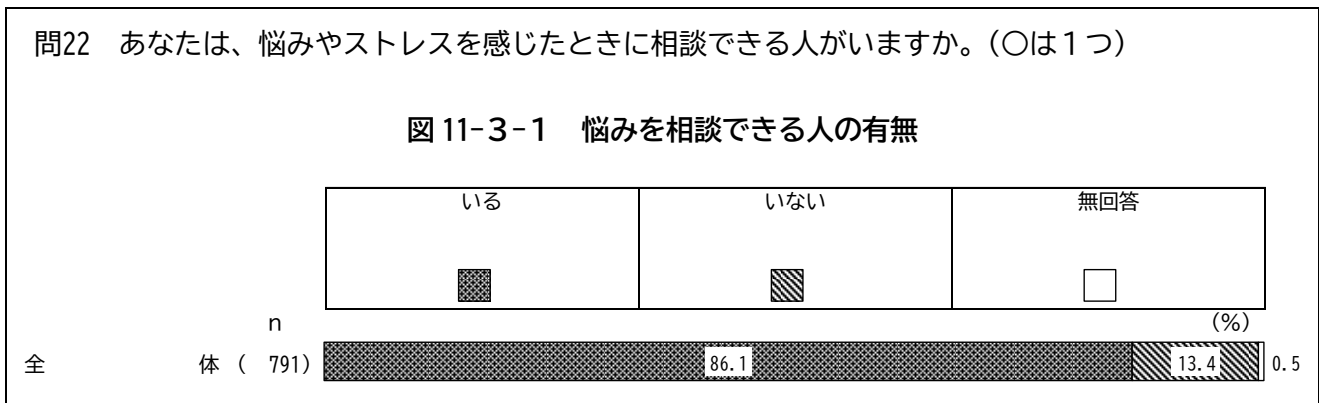 問22　あなたは、悩みやストレスを感じたときに相談できる人がいますか。（○は１つ）
図 11-３-１　悩みを相談できる人の有無
いる　いない　無回答
n　（%）
全　体（ 791）　86.1　13.4　0.5